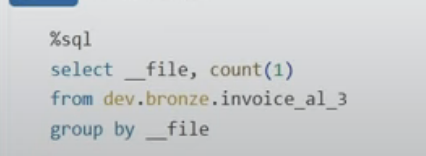 %sql
select __file, count(1)
from dev.bronze.invoice_al_3
group by __file